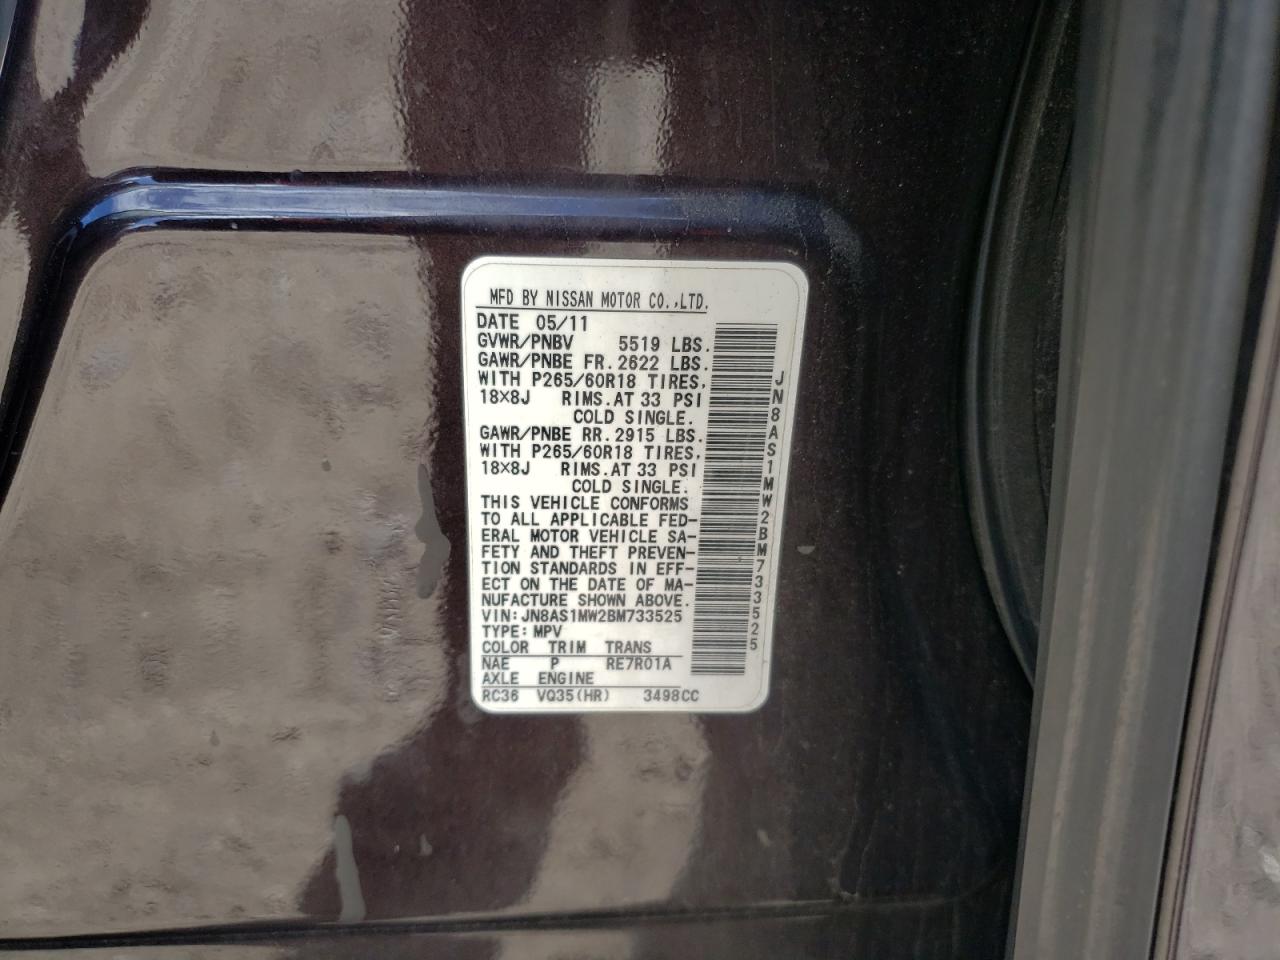 MFD BY NISSAN MOTOR CO.,LTD.
DATE 05/11
GVWR/PNBV 5519 LBS.
GAWR/PNBE FR. 2622 LBS.
WITH P265/60R18 TIRES,
18×8J RIMS. AT 33 PSI
COLD SINGLE.
GAWR/PNBE RR. 2915 LBS.
WITH P265/60R18 TIRES,
18×8J RIMS. AT 33 PSI
COLD SINGLE.
THIS VEHICLE CONFORMS
TO ALL APPLICABLE FED-
ERAL MOTOR VEHICLE SA-
FETY AND THEFT PREVEN-
TION STANDARDS IN EFF-
ECT ON THE DATE OF MA-
NUFACTURE SHOWN ABOVE.
VIN: JN8AS1MW2BM733525
TYPE: MPV
COLOR TRIM TRANS
NAE P RE7R01A
AXLE ENGINE
RC36 VQ35(HR) 3498CC
JN8AS1MW2BM733525